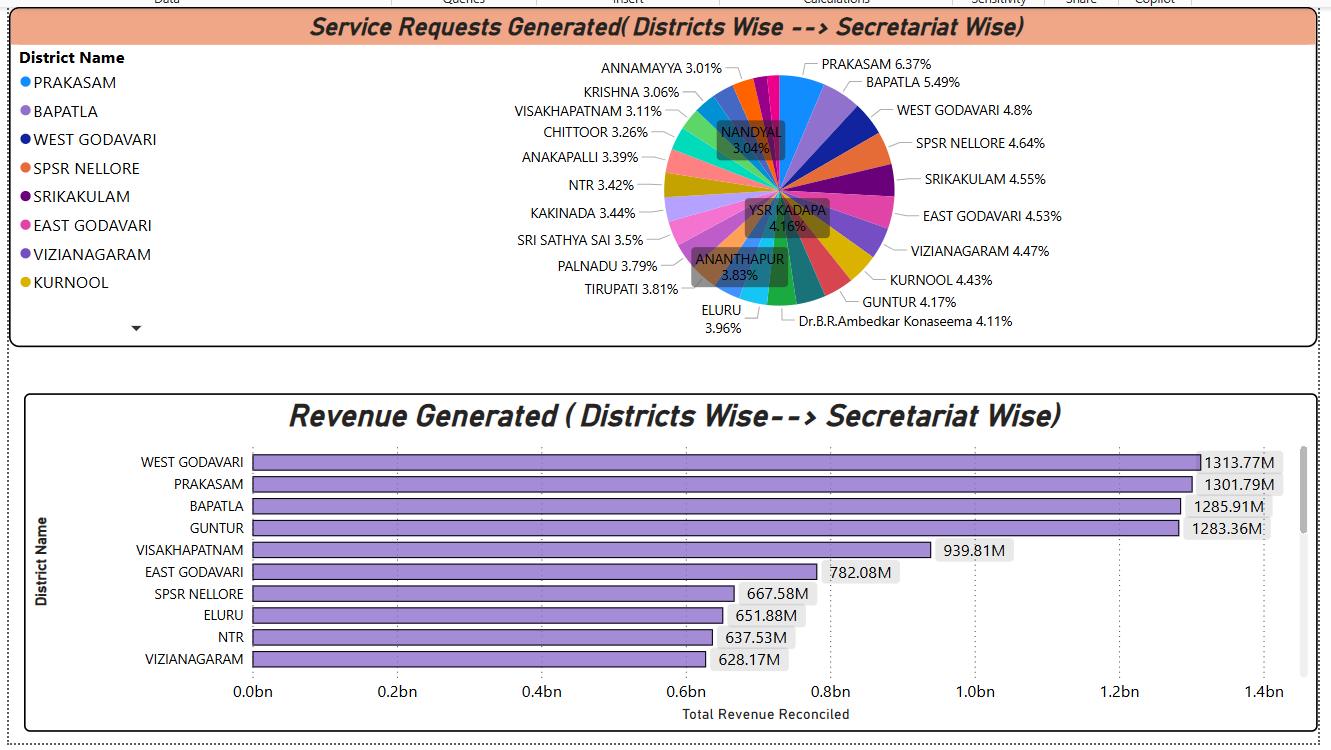 Data Queries Insert Calculations Sensitivity Share Copilot
Service Requests Generated( Districts Wise --> Secretariat Wise)
District Name
PRAKASAM
BAPATLA
WEST GODAVARI
SPSR NELLORE
SRIKAKULAM
EAST GODAVARI
VIZIANAGARAM
KURNOOL
PRAKASAM 6.37%
BAPATLA 5.49%
WEST GODAVARI 4.8%
SPSR NELLORE 4.64%
SRIKAKULAM 4.55%
EAST GODAVARI 4.53%
VIZIANAGARAM 4.47%
KURNOOL 4.43%
GUNTUR 4.17%
YSR KADAPA
4.16%
Dr.B.R.Ambedkar Konaseema 4.11%
ELURU
3.96%
ANANTHAPUR
3.83%
TIRUPATI 3.81%
PALNADU 3.79%
SRI SATHYA SAI 3.5%
KAKINADA 3.44%
NTR 3.42%
ANAKAPALLI 3.39%
CHITTOOR 3.26%
VISAKHAPATNAM 3.11%
KRISHNA 3.06%
NANDYAL
3.04%
ANNAMAYYA 3.01%
Revenue Generated ( Districts Wise--> Secretariat Wise)
District Name
WEST GODAVARI 1313.77M
PRAKASAM 1301.79M
BAPATLA 1285.91M
GUNTUR 1283.36M
VISAKHAPATNAM 939.81M
EAST GODAVARI 782.08M
SPSR NELLORE 667.58M
ELURU 651.88M
NTR 637.53M
VIZIANAGARAM 628.17M
0.0bn 0.2bn 0.4bn 0.6bn 0.8bn 1.0bn 1.2bn 1.4bn
Total Revenue Reconciled